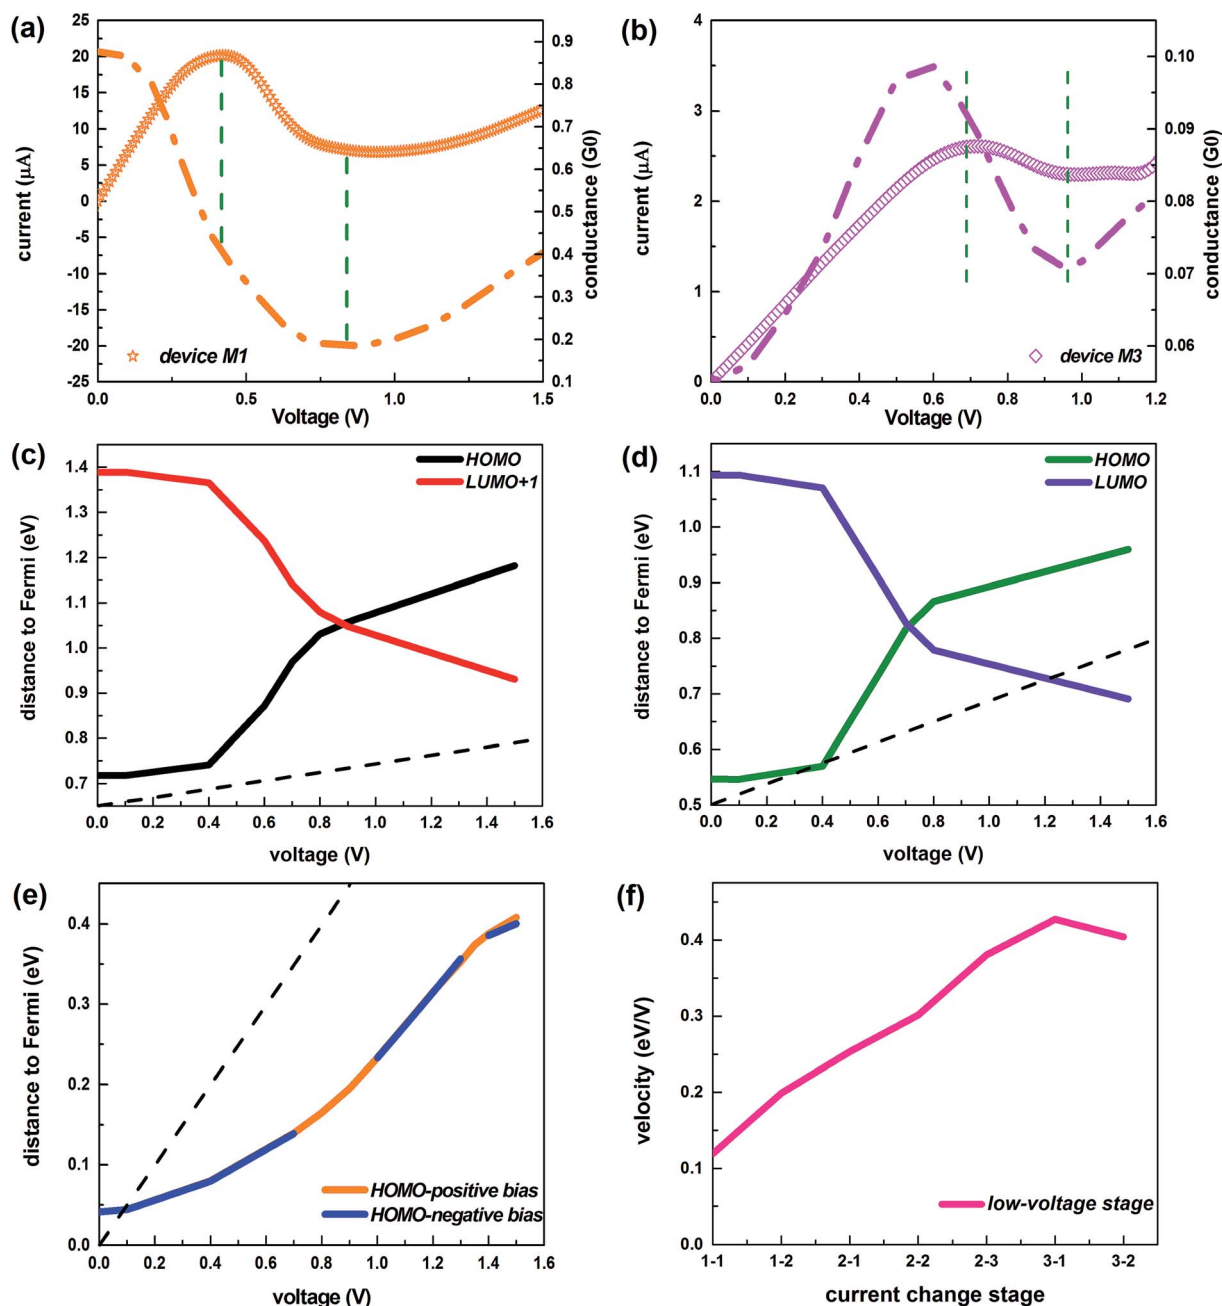 (a)
25
20
15
10
5
0
-5
-10
-15
-20
-25
current (μA)
0.9
0.8
0.7
0.6
0.5
0.4
0.3
0.2
0.1
conductance (G0)
device M1
0.0 0.5 1.0 1.5
Voltage (V)
(b)
4
3
2
1
0
current (μA)
0.10
0.09
0.08
0.07
0.06
conductance (G0)
device M3
0.0 0.2 0.4 0.6 0.8 1.0 1.2
Voltage (V)
(c)
1.4
1.3
1.2
1.1
1.0
0.9
0.8
0.7
distance to Fermi (eV)
HOMO
LUMO+1
0.0 0.2 0.4 0.6 0.8 1.0 1.2 1.4 1.6
voltage (V)
(d)
1.1
1.0
0.9
0.8
0.7
0.6
0.5
distance to Fermi (eV)
HOMO
LUMO
0.0 0.2 0.4 0.6 0.8 1.0 1.2 1.4 1.6
voltage (V)
(e)
0.4
0.3
0.2
0.1
0.0
distance to Fermi (eV)
HOMO-positive bias
HOMO-negative bias
0.0 0.2 0.4 0.6 0.8 1.0 1.2 1.4 1.6
voltage (V)
(f)
0.4
0.3
0.2
0.1
0.0
velocity (eV/V)
low-voltage stage
1-1 1-2 2-1 2-2 2-3 3-1 3-2
current change stage